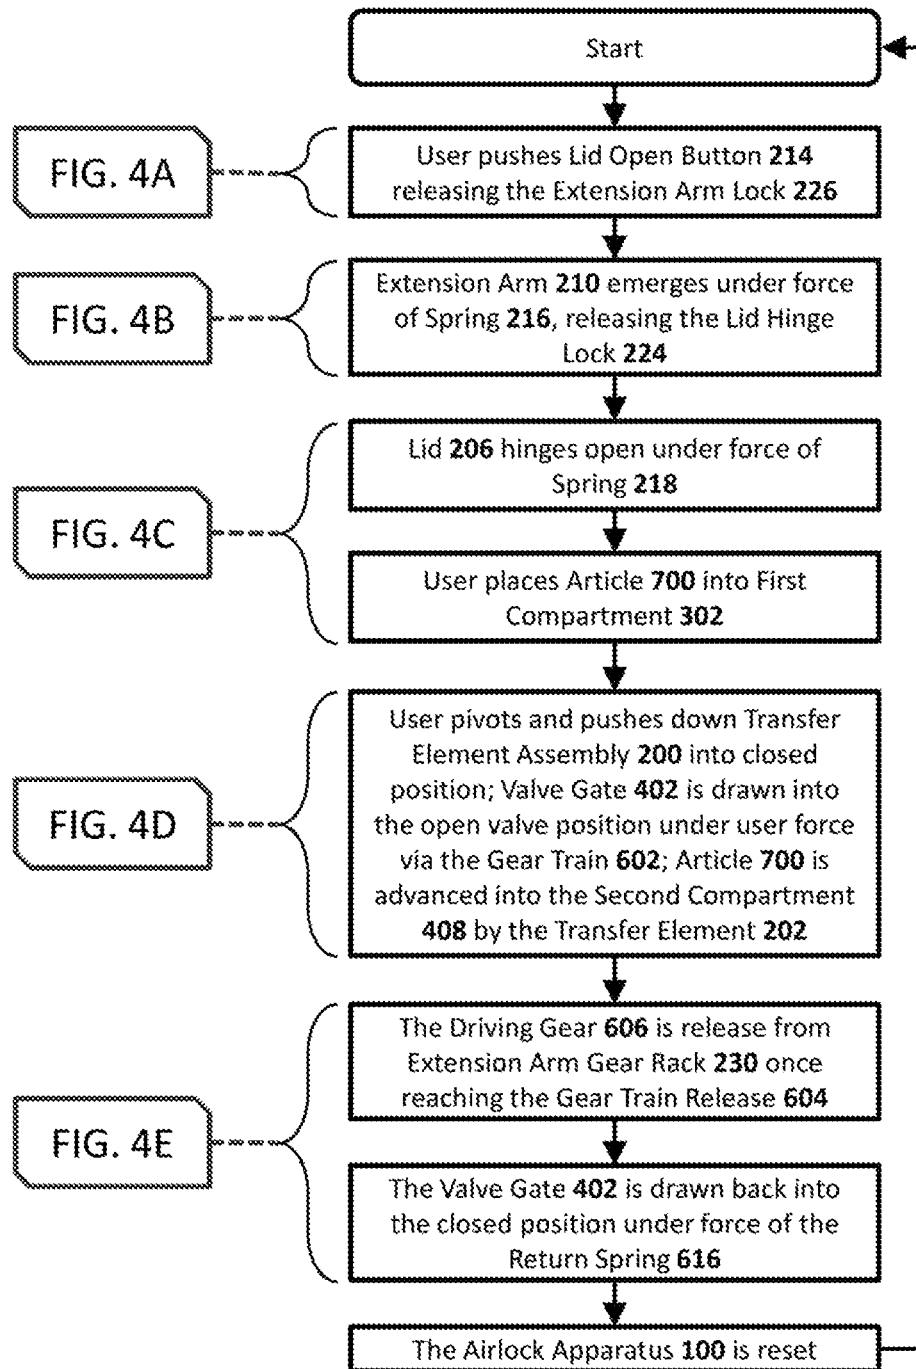 Start
FIG. 4A
User pushes Lid Open Button 214
releasing the Extension Arm Lock 226
FIG. 4B
Extension Arm 210 emerges under force
of Spring 216, releasing the Lid Hinge
Lock 224
FIG. 4C
Lid 206 hinges open under force of
Spring 218
User places Article 700 into First
Compartment 302
FIG. 4D
User pivots and pushes down Transfer
Element Assembly 200 into closed
position; Valve Gate 402 is drawn into
the open valve position under user force
via the Gear Train 602; Article 700 is
advanced into the Second Compartment
408 by the Transfer Element 202
FIG. 4E
The Driving Gear 606 is release from
Extension Arm Gear Rack 230 once
reaching the Gear Train Release 604
The Valve Gate 402 is drawn back into
the closed position under force of the
Return Spring 616
The Airlock Apparatus 100 is reset